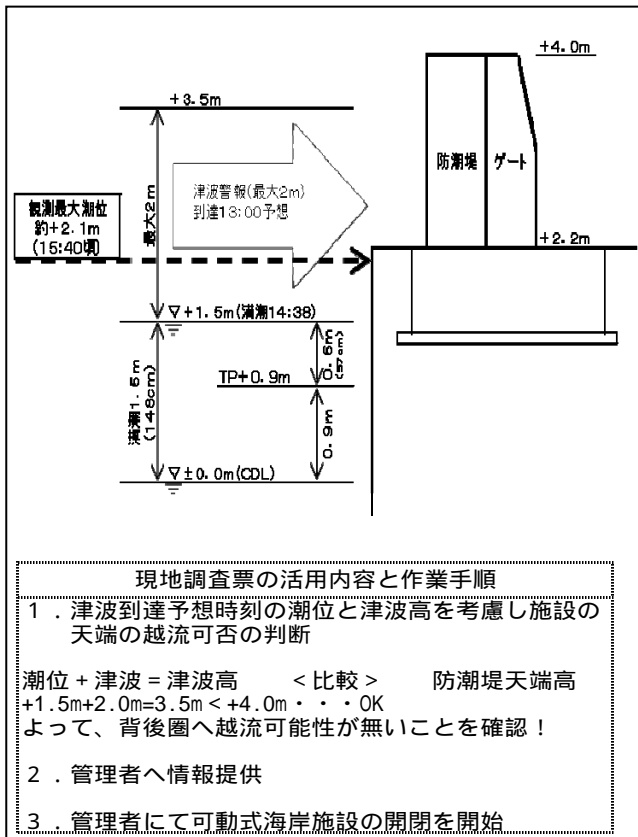 +4.0m
+3.5m
防潮堤 ゲート
津波警報(最大2m)
到達13:00予想
最大2m
観測最大潮位
約+2.1m
(15:40頃)
+2.2m
▽+1.5m(満潮14:38)
0.6m
(57cm)
満潮1.5m
(148cm)
TP+0.9m
0.9m
▽±0.0m(CDL)
現地調査票の活用内容と作業手順
1．津波到達予想時刻の潮位と津波高を考慮し施設の
天端の越流可否の判断
潮位＋津波＝津波高 ＜比較＞ 防潮堤天端高
+1.5m+2.0m=3.5m＜+4.0m・・・OK
よって、背後圏へ越流可能性が無いことを確認！
2．管理者へ情報提供
3．管理者にて可動式海岸施設の開閉を開始